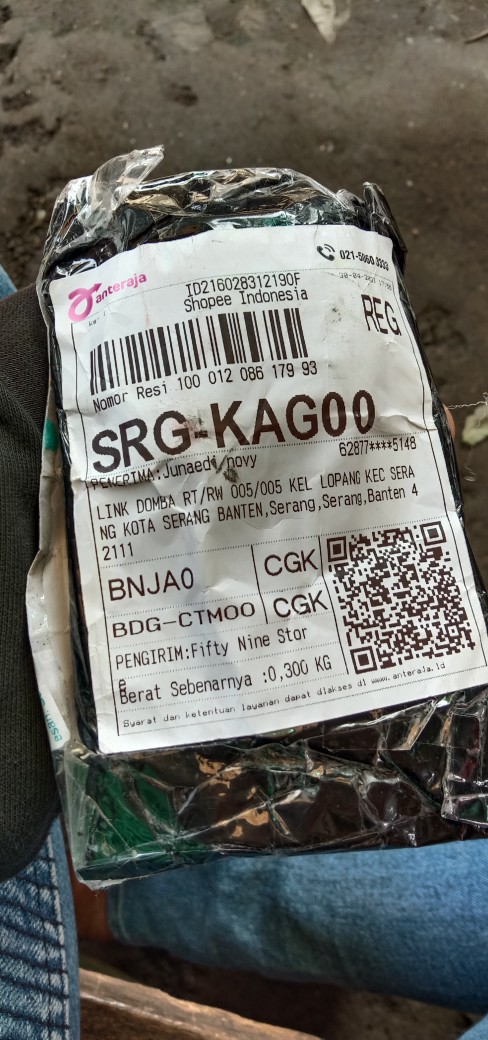 anteraja
021-5060-3333
ID216028312190F
Shopee Indonesia
REG
Nomor Resi 100 012 086 179 93
SRG-KAG00
PENERIMA:Junaedi/novy 62877****5148
LINK DOMBA RT/RW 005/005 KEL LOPANG KEC SERA
NG KOTA SERANG BANTEN,Serang,Serang,Banten 4
2111
BNJA0 CGK
BDG-CTM00 CGK
PENGIRIM:Fifty Nine Stor
e
Berat Sebenarnya :0,300 KG
Syarat dan ketentuan layanan dapat diakses di www.anteraja.id